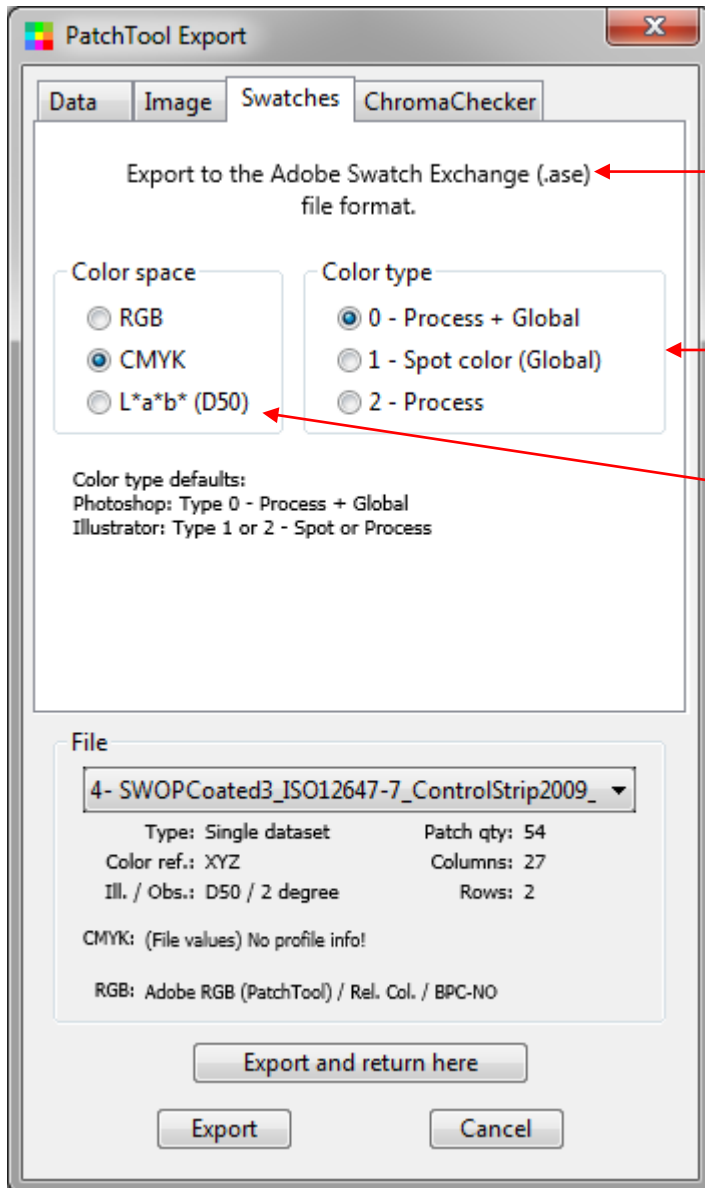 PatchTool Export
Data Image Swatches ChromaChecker
Export to the Adobe Swatch Exchange (.ase)
file format.
Color space
RGB
CMYK
L*a*b* (D50)
Color type
0 - Process + Global
1 - Spot color (Global)
2 - Process
Color type defaults:
Photoshop: Type 0 - Process + Global
Illustrator: Type 1 or 2 - Spot or Process
File
4- SWOPCoated3_ISO12647-7_ControlStrip2009_
Type: Single dataset Patch qty: 54
Color ref.: XYZ Columns: 27
Ill. / Obs.: D50 / 2 degree Rows: 2
CMYK: (File values) No profile info!
RGB: Adobe RGB (PatchTool) / Rel. Col. / BPC-NO
Export and return here
Export Cancel